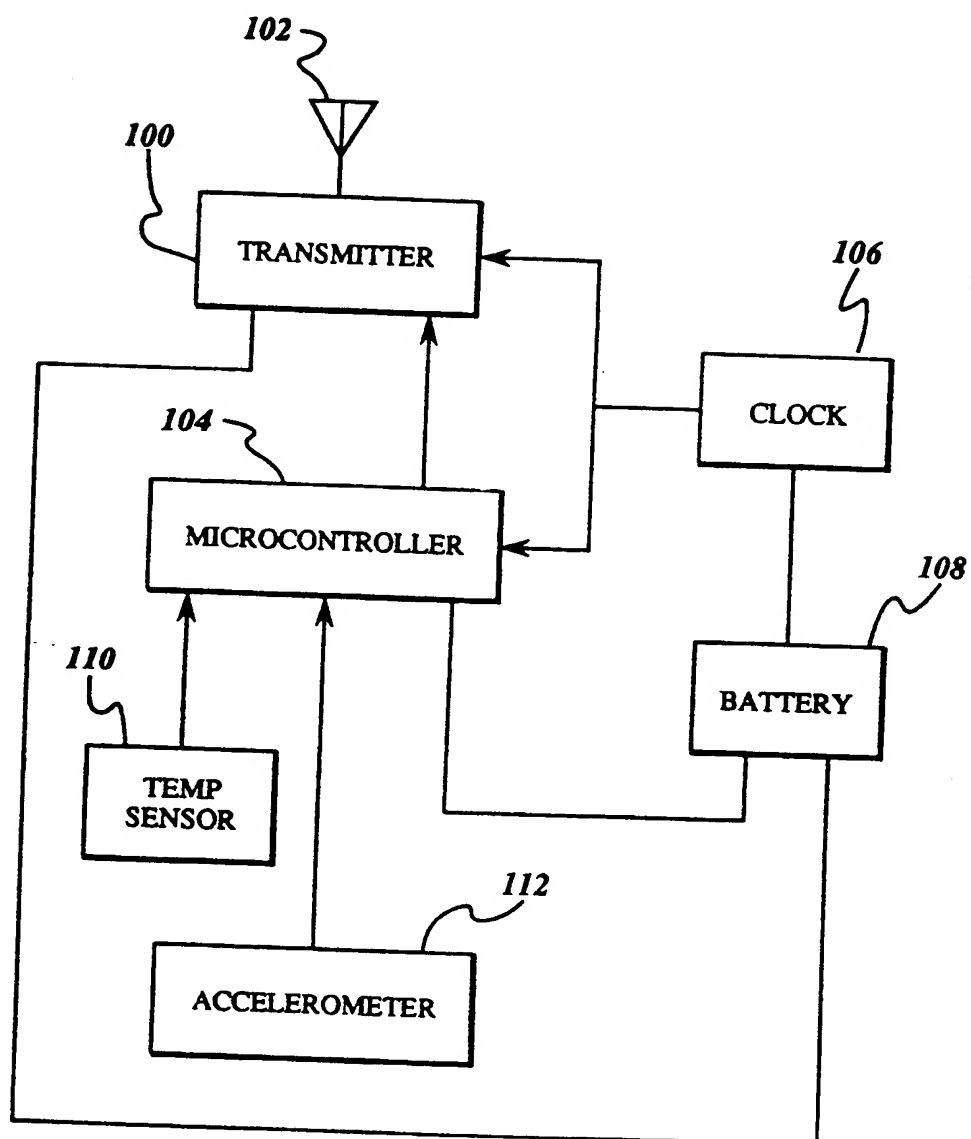 102
100
TRANSMITTER
106
CLOCK
104
MICROCONTROLLER
108
BATTERY
110
TEMP
SENSOR
112
ACCELEROMETER